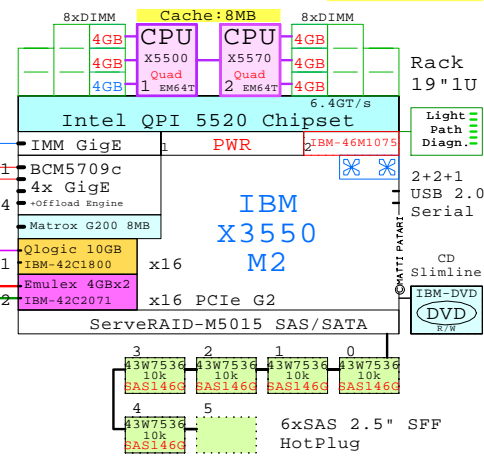 Cache:8MB
8xDIMM
8xDIMM
4GB
4GB
4GB
CPU
X5500
Quad
1 EM64T
CPU
X5570
Quad
2 EM64T
4GB
4GB
4GB
Rack
19"1U
6.4GT/s
Intel QPI 5520 Chipset
Light
Path
Diagn.
IMM GigE
1
PWR
2
IBM-46M1075
1
BCM5709c
4x GigE
4
+Offload Engine
Matrox G200 8MB
IBM
X3550
M2
2+2+1
USB 2.0
Serial
©MATTI PATARI
Qlogic 10GB
1
IBM-42C1800
x16
Emulex 4GBx2
2
IBM-42C2071
x16 PCIe G2
CD
Slimline
IBM-DVD
DVD
R/W
ServeRAID-M5015 SAS/SATA
3
43W7536
10k
SAS146G
2
43W7536
10k
SAS146G
1
43W7536
10k
SAS146G
0
43W7536
10k
SAS146G
4
43W7536
10k
SAS146G
5
6xSAS 2.5" SFF
HotPlug